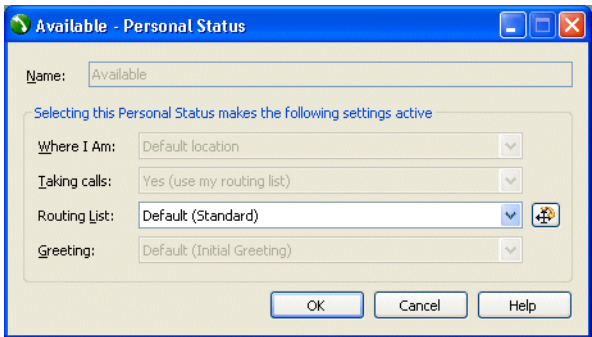 Available - Personal Status
Name: Available
Selecting this Personal Status makes the following settings active
Where I Am: Default location
Taking calls: Yes (use my routing list)
Routing List: Default (Standard)
Greeting: Default (Initial Greeting)
OK Cancel Help